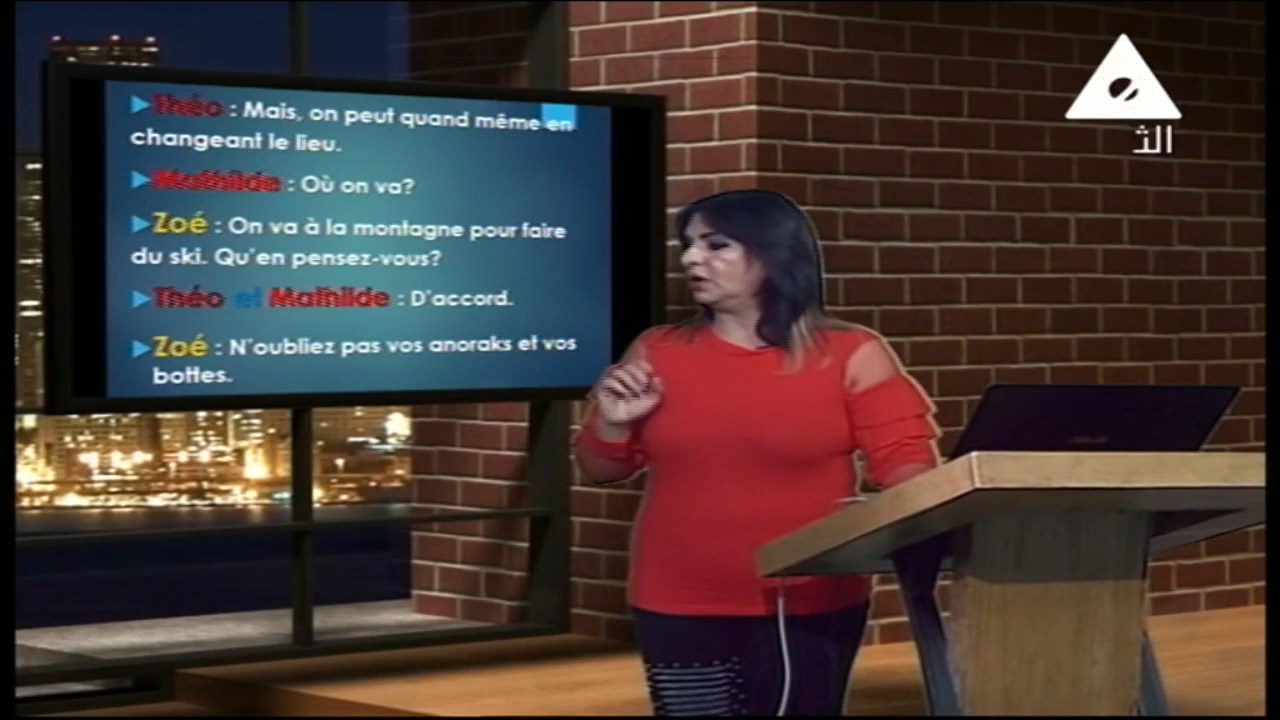 Théo : Mais, on peut quand même en
changeant le lieu.
Mathilde : Où on va?
Zoé : On va à la montagne pour faire
du ski. Qu'en pensez-vous?
Théo et Mathilde : D'accord.
Zoé : N'oubliez pas vos anoraks et vos
bottes.
الثـ